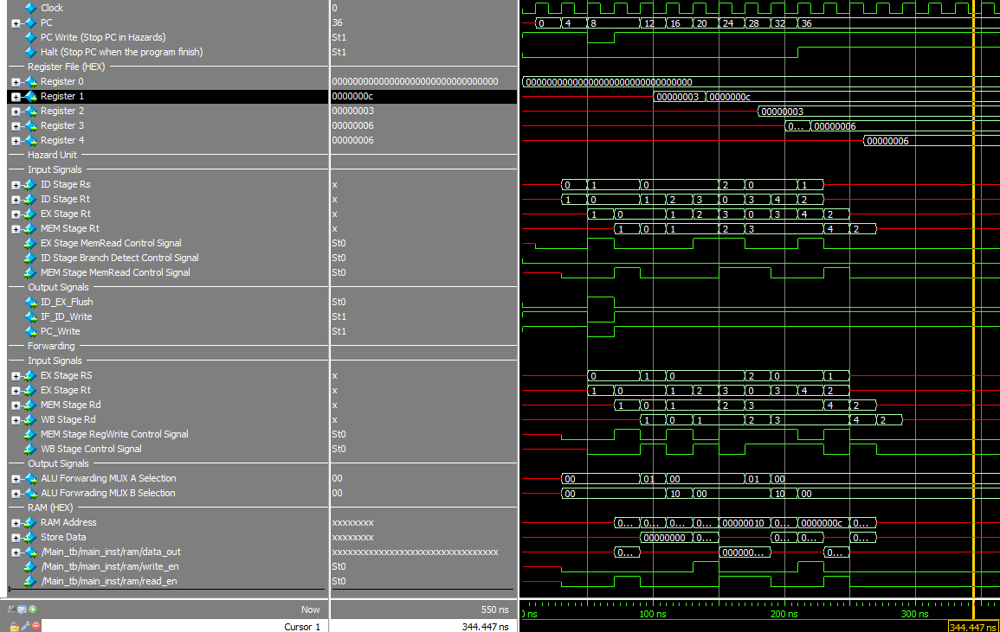 Clock 0
PC 36 0 4 8 12 16 20 24 28 32 36
PC Write (Stop PC in Hazards) St1
Halt (Stop PC when the program finish) St1
Register File (HEX)
Register 0 00000000000000000000000000000000 00000000000000000000000000000000
Register 1 0000000c 00000003 0000000c
Register 2 00000003 00000003
Register 3 00000006 0... 00000006
Register 4 00000006 00000006
Hazard Unit
Input Signals
ID Stage Rs x 0 1 0 2 0 1
ID Stage Rt x 1 0 1 2 3 0 3 4 2
EX Stage Rt x 1 0 1 2 3 0 3 4 2
MEM Stage Rt x 1 0 1 2 3 4 2
EX Stage MemRead Control Signal St0
ID Stage Branch Detect Control Signal St0
MEM Stage MemRead Control Signal St0
Output Signals
ID_EX_Flush St0
IF_ID_Write St1
PC_Write St1
Forwarding
Input Signals
EX Stage RS x 0 1 0 2 0 1
EX Stage Rt x 1 0 1 2 3 0 3 4 2
MEM Stage Rd x 1 0 1 2 3 4 2
WB Stage Rd x 1 0 1 2 3 4 2
MEM Stage RegWrite Control Signal St0
WB Stage Control Signal St0
Output Signals
ALU Forwarding MUX A Selection 00 00 01 00 01 00
ALU Forwrading MUX B Selection 00 00 10 00 10 00
RAM (HEX)
RAM Address xxxxxxxx 0... 0... 0... 0... 00000010 0... 0000000c 0...
Store Data xxxxxxxx 00000000 0... 0... 0... 0...
/Main_tb/main_inst/ram/data_out xxxxxxxxxxxxxxxxxxxxxxxxxxxxxxxx 0... 000000... 0...
/Main_tb/main_inst/ram/write_en St0
/Main_tb/main_inst/ram/read_en St0
Now 550 ns 0 ns 100 ns 200 ns 300 ns
Cursor 1 344.447 ns 344.447 ns